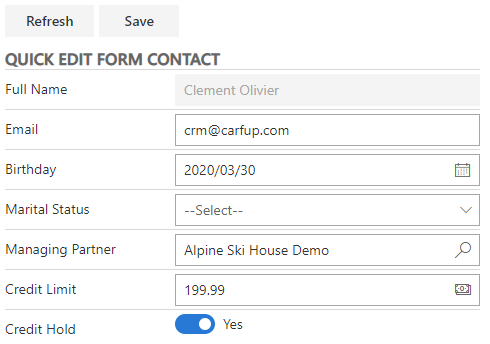 Refresh Save
QUICK EDIT FORM CONTACT
Full Name Clement Olivier
Email crm@carfup.com
Birthday 2020/03/30
Marital Status --Select--
Managing Partner Alpine Ski House Demo
Credit Limit 199.99
Credit Hold Yes